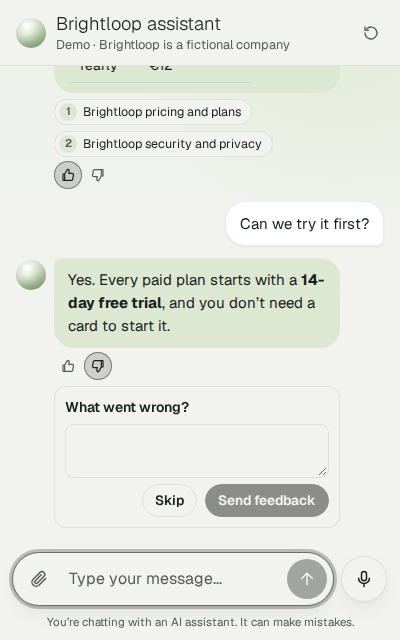 Brightloop assistant
Demo · Brightloop is a fictional company
Yearly €12
1 Brightloop pricing and plans
2 Brightloop security and privacy
Can we try it first?
Yes. Every paid plan starts with a 14-
day free trial, and you don’t need a
card to start it.
What went wrong?
Skip Send feedback
Type your message...
You’re chatting with an AI assistant. It can make mistakes.